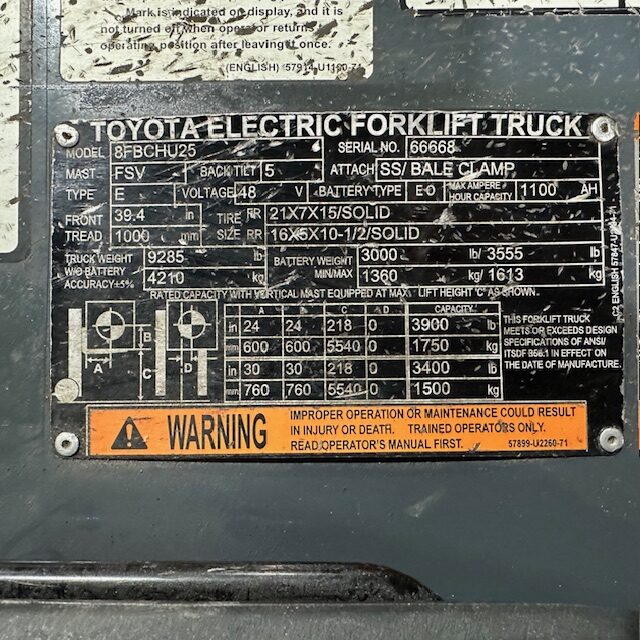 Mark is indicated on display, and it is
not turned off when operator returns
operating position after leaving it once.
(ENGLISH) 57914-U1100-71
TOYOTA ELECTRIC FORKLIFT TRUCK
MODEL 8FBCHU25 SERIAL NO. 66668
MAST FSV BACK TILT 5 ATTACH SS/ BALE CLAMP
TYPE E VOLTAGE 48 V BATTERY TYPE E O MAX AMPERE HOUR CAPACITY 1100 AH
FRONT TREAD 39.4 in TIRE SIZE FR 21X7X15/SOLID
1000 mm RR 16X5X10-1/2/SOLID
TRUCK WEIGHT W/O BATTERY ACCURACY±5% 9285 lb BATTERY WEIGHT MIN/MAX 3000 lb/ 3555 lb
4210 kg 1360 kg/ 1613 kg
RATED CAPACITY WITH VERTICAL MAST EQUIPPED AT MAX LIFT HEIGHT 'C' AS SHOWN.
A B C D
A B C D CAPACITY
in 24 24 218 0 3900 lb
mm 600 600 5540 0 1750 kg
in 30 30 218 0 3400 lb
mm 760 760 5540 0 1500 kg
THIS FORKLIFT TRUCK
MEETS OR EXCEEDS DESIGN
SPECIFICATIONS OF ANSI/
ITSDF B56.1 IN EFFECT ON
THE DATE OF MANUFACTURE.
WARNING
IMPROPER OPERATION OR MAINTENANCE COULD RESULT
IN INJURY OR DEATH. TRAINED OPERATORS ONLY.
READ OPERATOR'S MANUAL FIRST. 57899-U2260-71